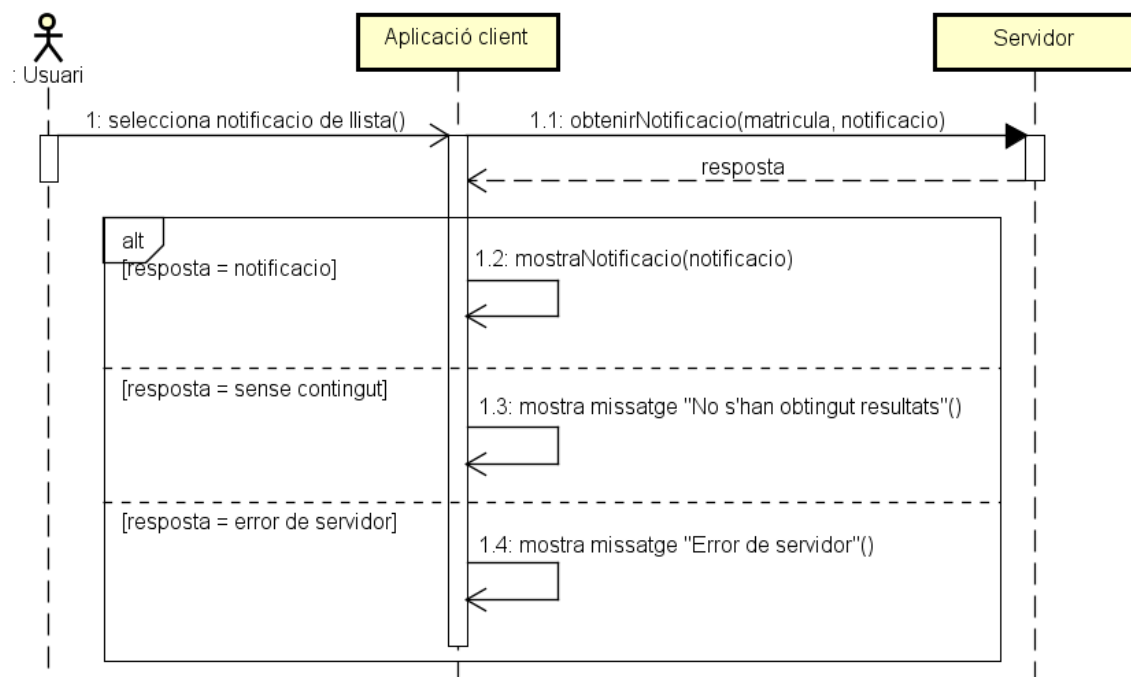 : Usuari
Aplicació client
Servidor
1: selecciona notificacio de llista()
1.1: obtenirNotificacio(matricula, notificacio)
resposta
alt
[resposta = notificacio]
1.2: mostraNotificacio(notificacio)
[resposta = sense contingut]
1.3: mostra missatge "No s'han obtingut resultats"()
[resposta = error de servidor]
1.4: mostra missatge "Error de servidor"()